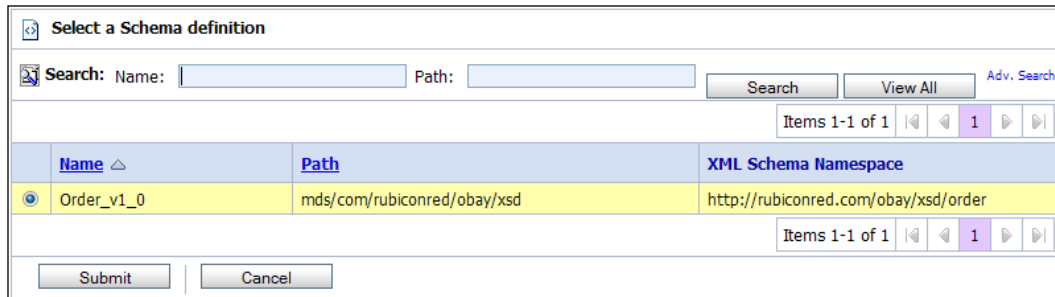 Select a Schema definition
Search: Name: Path: Search View All Adv. Search
Items 1-1 of 1 1
Name Path XML Schema Namespace
Order_v1_0 mds/com/rubiconred/obay/xsd http://rubiconred.com/obay/xsd/order
Items 1-1 of 1 1
Submit Cancel